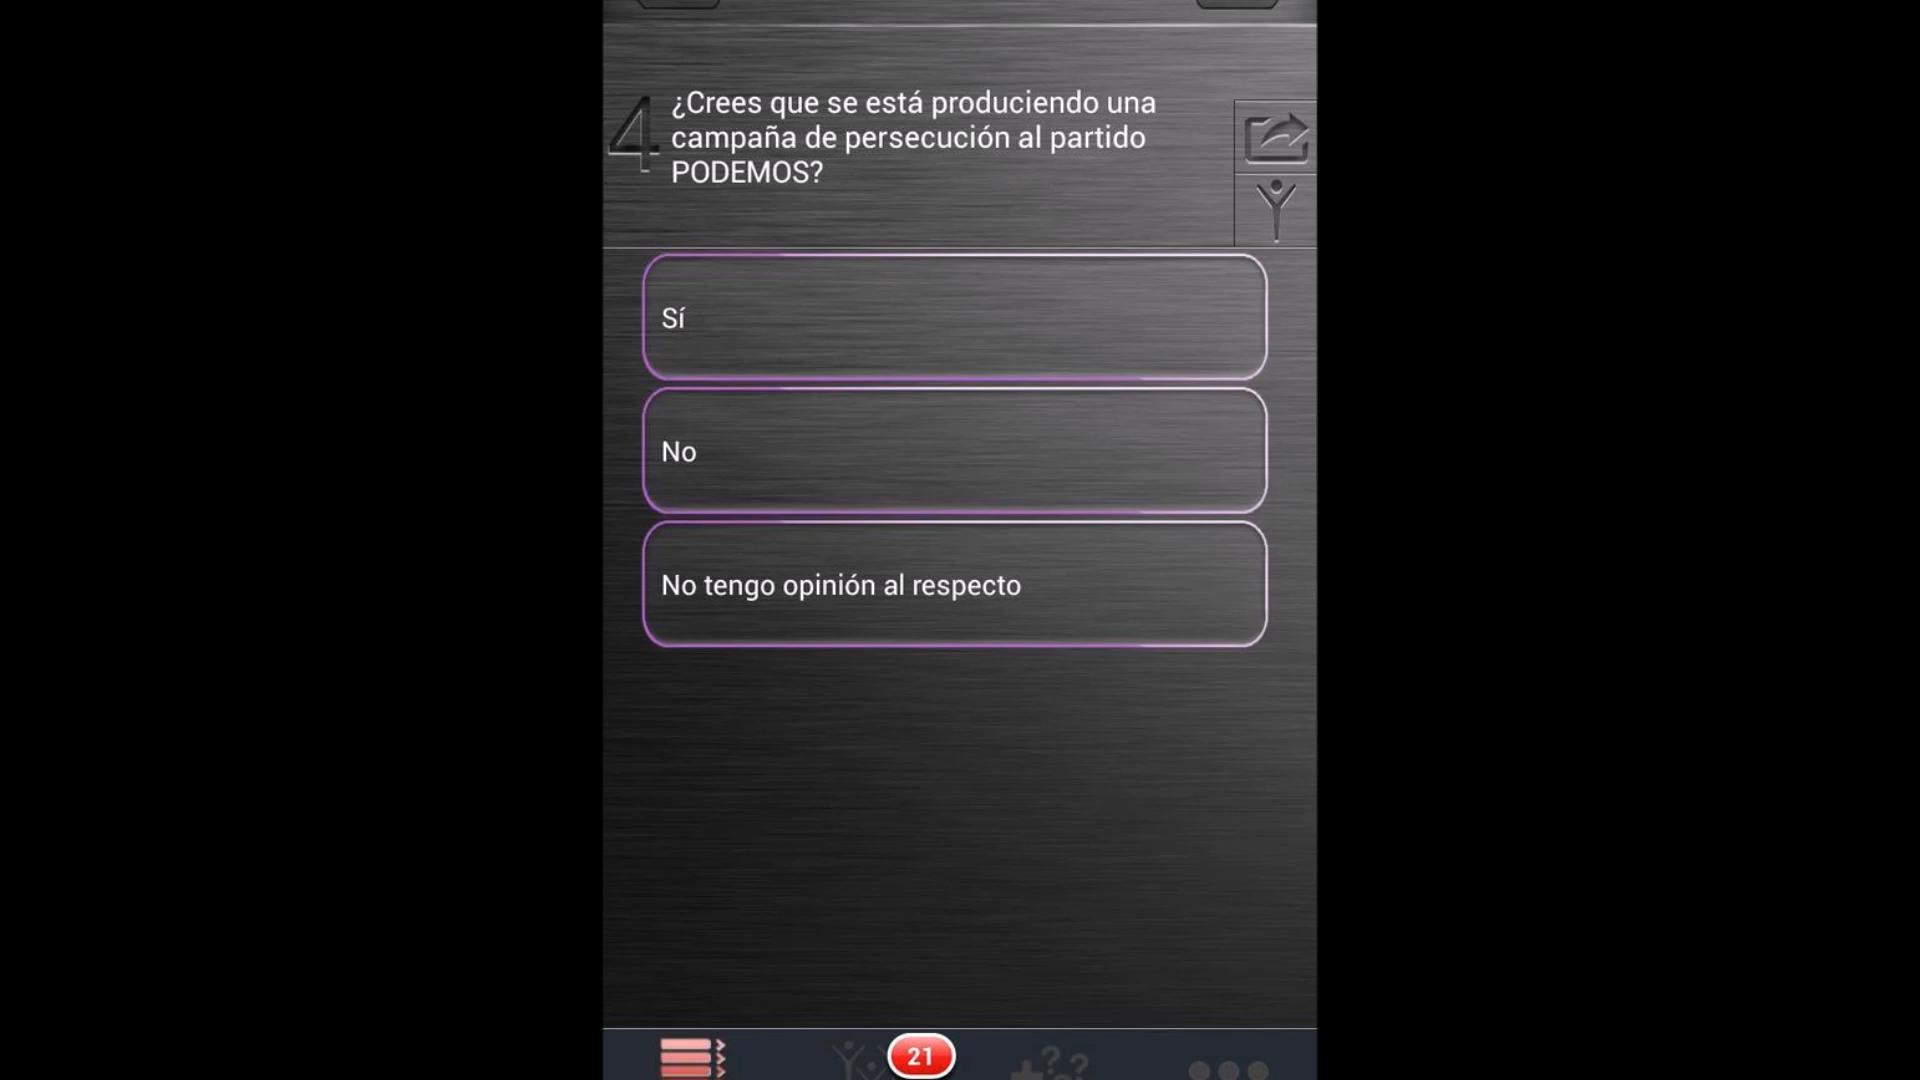 4
¿Crees que se está produciendo una
campaña de persecución al partido
PODEMOS?
Sí
No
No tengo opinión al respecto
21